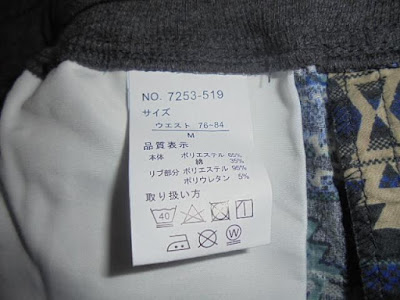 NO. 7253-519
サイズ
ウエスト 76-84
M
品質表示
本体 ポリエステル 65%
綿 35%
リブ部分 ポリエステル 95%
ポリウレタン 5%
取り扱い方
40
W